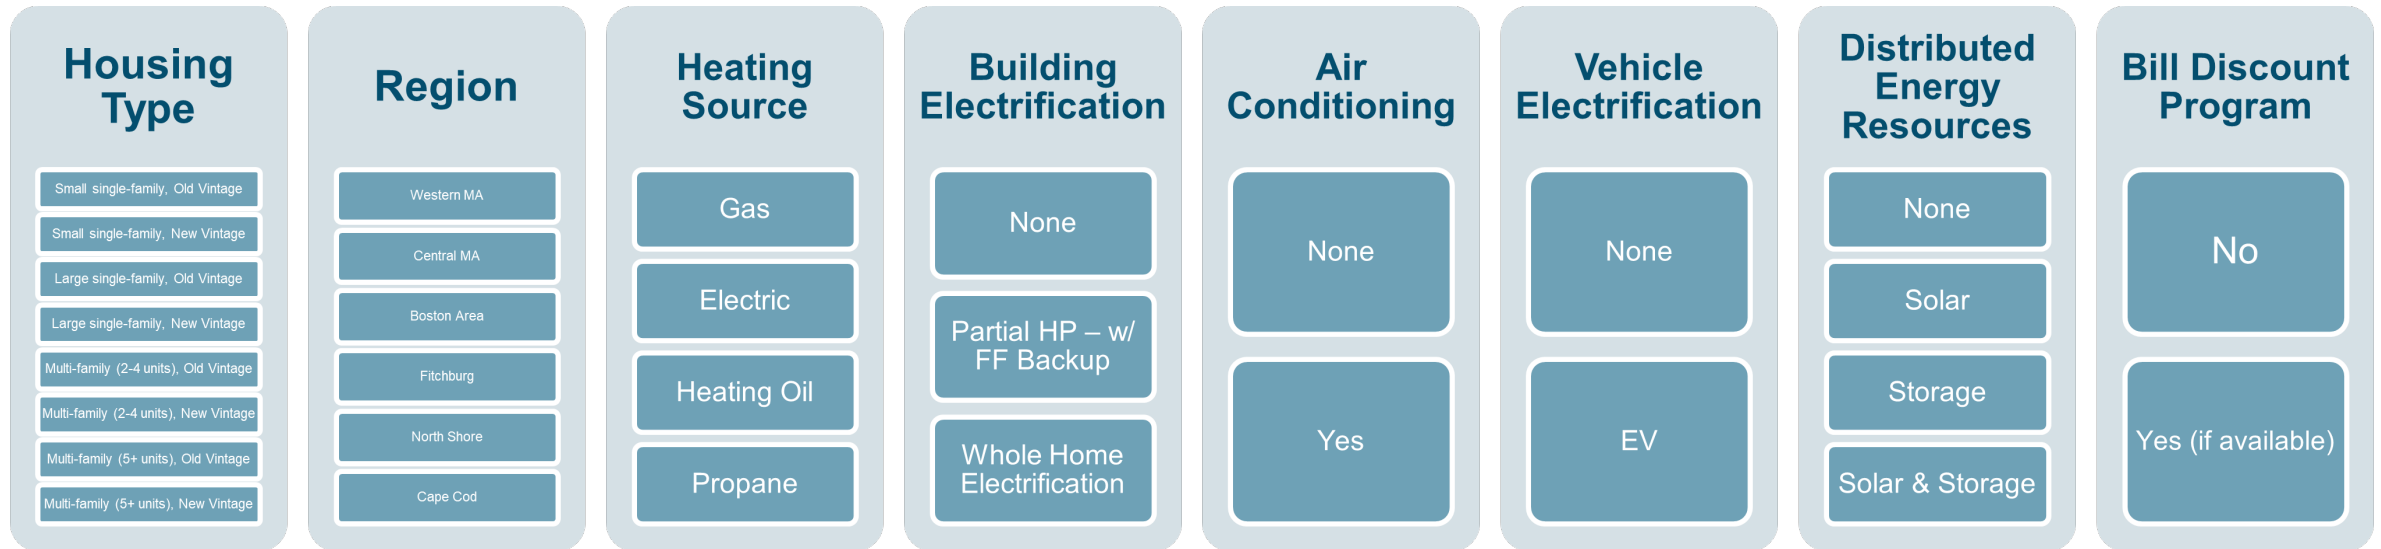 Housing
Type
Small single-family, Old Vintage
Small single-family, New Vintage
Large single-family, Old Vintage
Large single-family, New Vintage
Multi-family (2-4 units), Old Vintage
Multi-family (2-4 units), New Vintage
Multi-family (5+ units), Old Vintage
Multi-family (5+ units), New Vintage
Region
Western MA
Central MA
Boston Area
Fitchburg
North Shore
Cape Cod
Heating
Source
Gas
Electric
Heating Oil
Propane
Building
Electrification
None
Partial HP – w/
FF Backup
Whole Home
Electrification
Air
Conditioning
None
Yes
Vehicle
Electrification
None
EV
Distributed
Energy
Resources
None
Solar
Storage
Solar & Storage
Bill Discount
Program
No
Yes (if available)